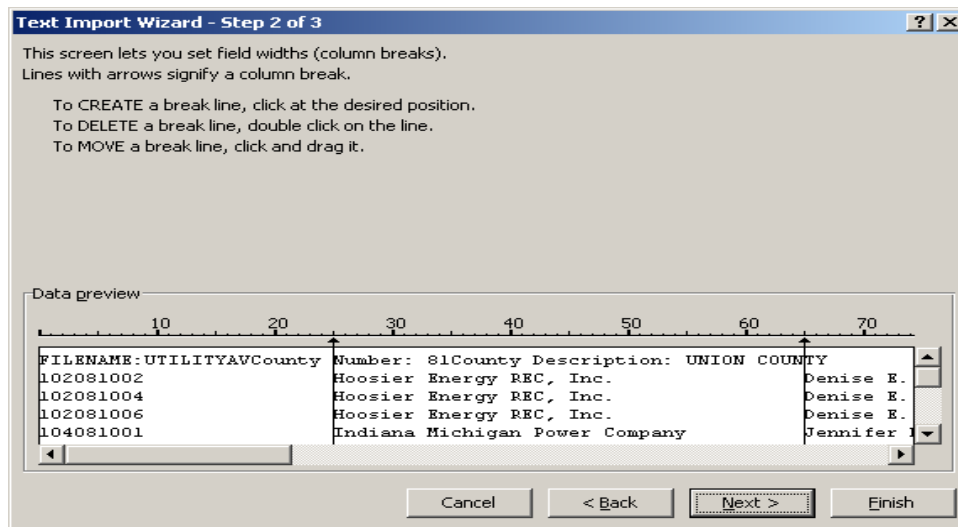 Text Import Wizard - Step 2 of 3
This screen lets you set field widths (column breaks).
Lines with arrows signify a column break.
To CREATE a break line, click at the desired position.
To DELETE a break line, double click on the line.
To MOVE a break line, click and drag it.
Data preview
10 20 30 40 50 60 70
FILENAME:UTILITYAVCounty Number: 81County Description: UNION COUNTY
102081002 Hoosier Energy REC, Inc. Denise E.
102081004 Hoosier Energy REC, Inc. Denise E.
102081006 Hoosier Energy REC, Inc. Denise E.
104081001 Indiana Michigan Power Company Jennifer
Cancel < Back Next > Finish